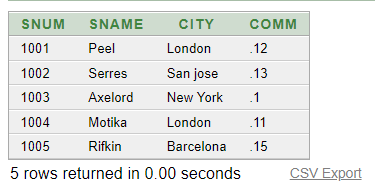 SNUM SNAME CITY COMM
1001 Peel London .12
1002 Serres San jose .13
1003 Axelord New York .1
1004 Motika London .11
1005 Rifkin Barcelona .15
5 rows returned in 0.00 seconds CSV Export